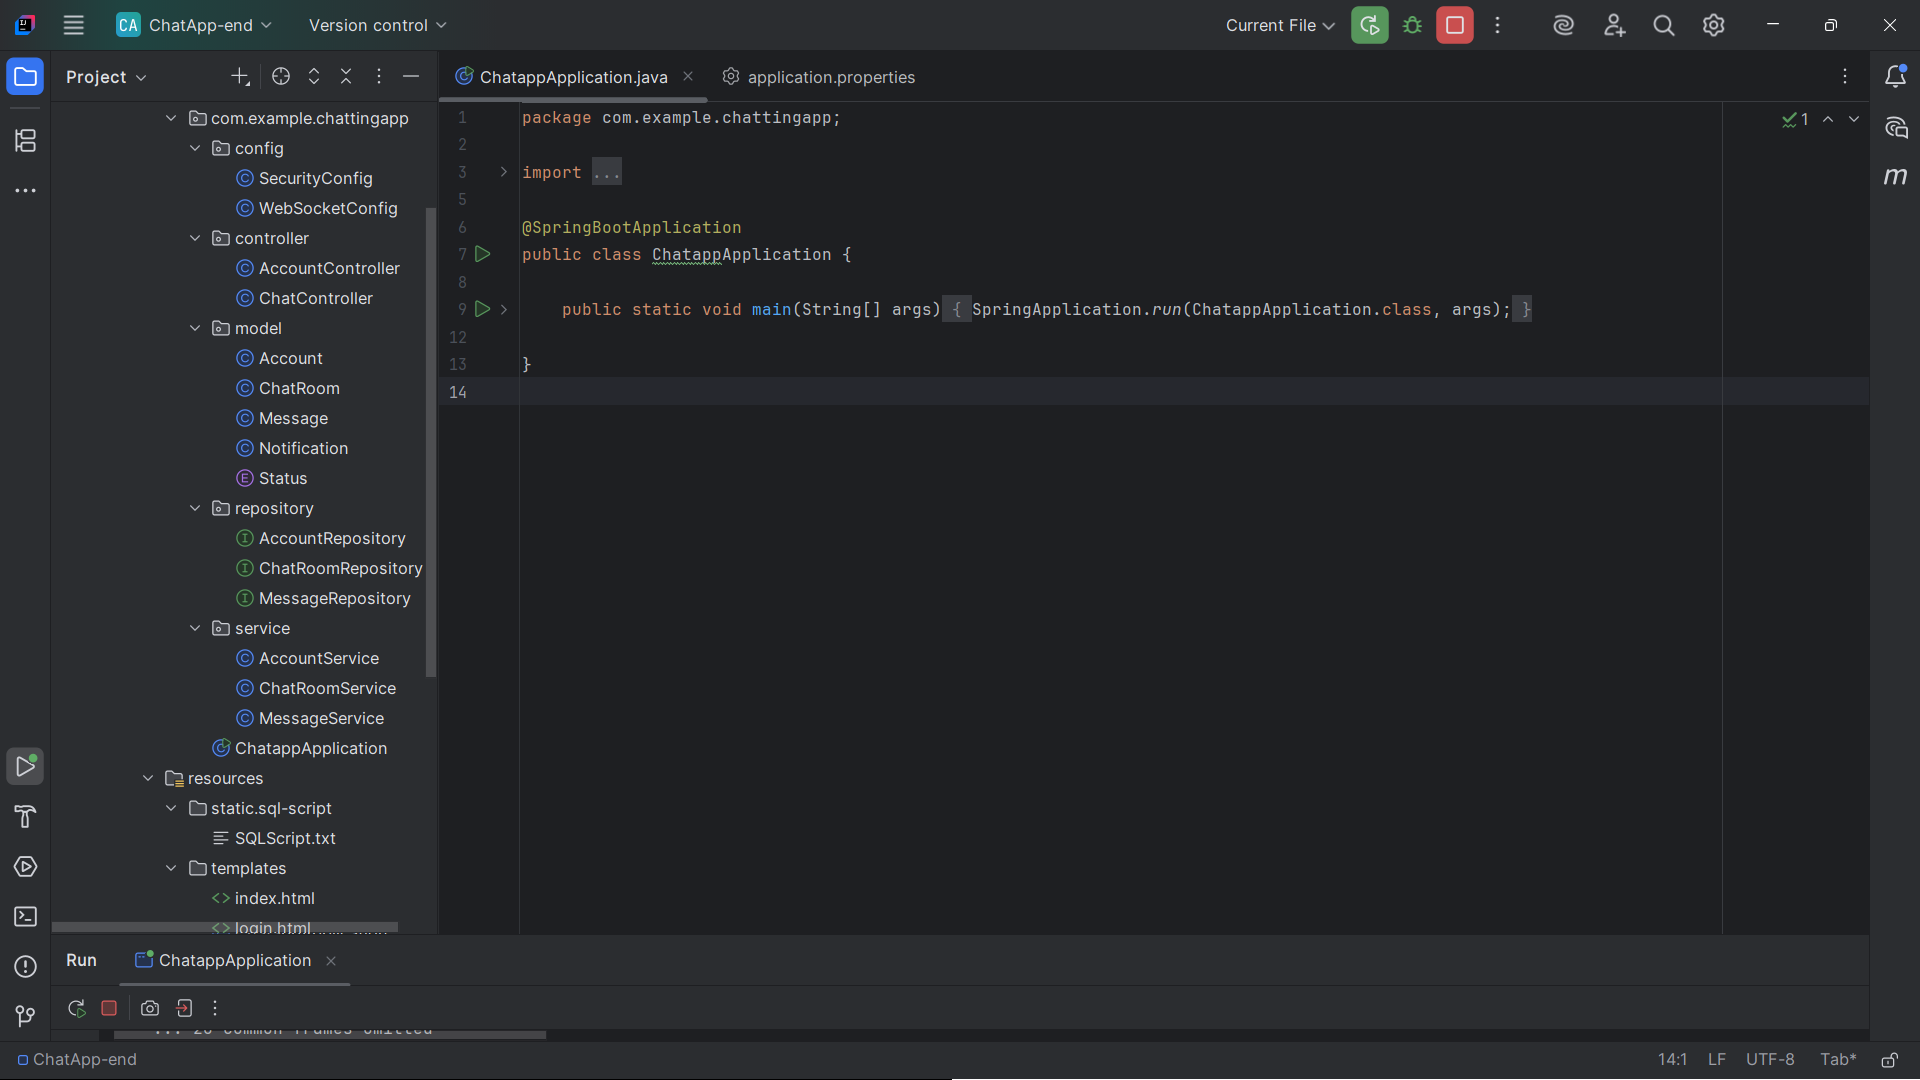 CA ChatApp-end Version control Current File
Project
ChatappApplication.java application.properties
com.example.chattingapp
config
SecurityConfig
WebSocketConfig
controller
AccountController
ChatController
model
Account
ChatRoom
Message
Notification
Status
repository
AccountRepository
ChatRoomRepository
MessageRepository
service
AccountService
ChatRoomService
MessageService
ChatappApplication
resources
static.sql-script
SQLScript.txt
templates
index.html
login.html
1 package com.example.chattingapp;
2
3 import ...
5
6 @SpringBootApplication
7 public class ChatappApplication {
8
9 public static void main(String[] args) { SpringApplication.run(ChatappApplication.class, args); }
12
13 }
14
1
m
Run ChatappApplication
... 28 common frames omitted
ChatApp-end 14:1 LF UTF-8 Tab*